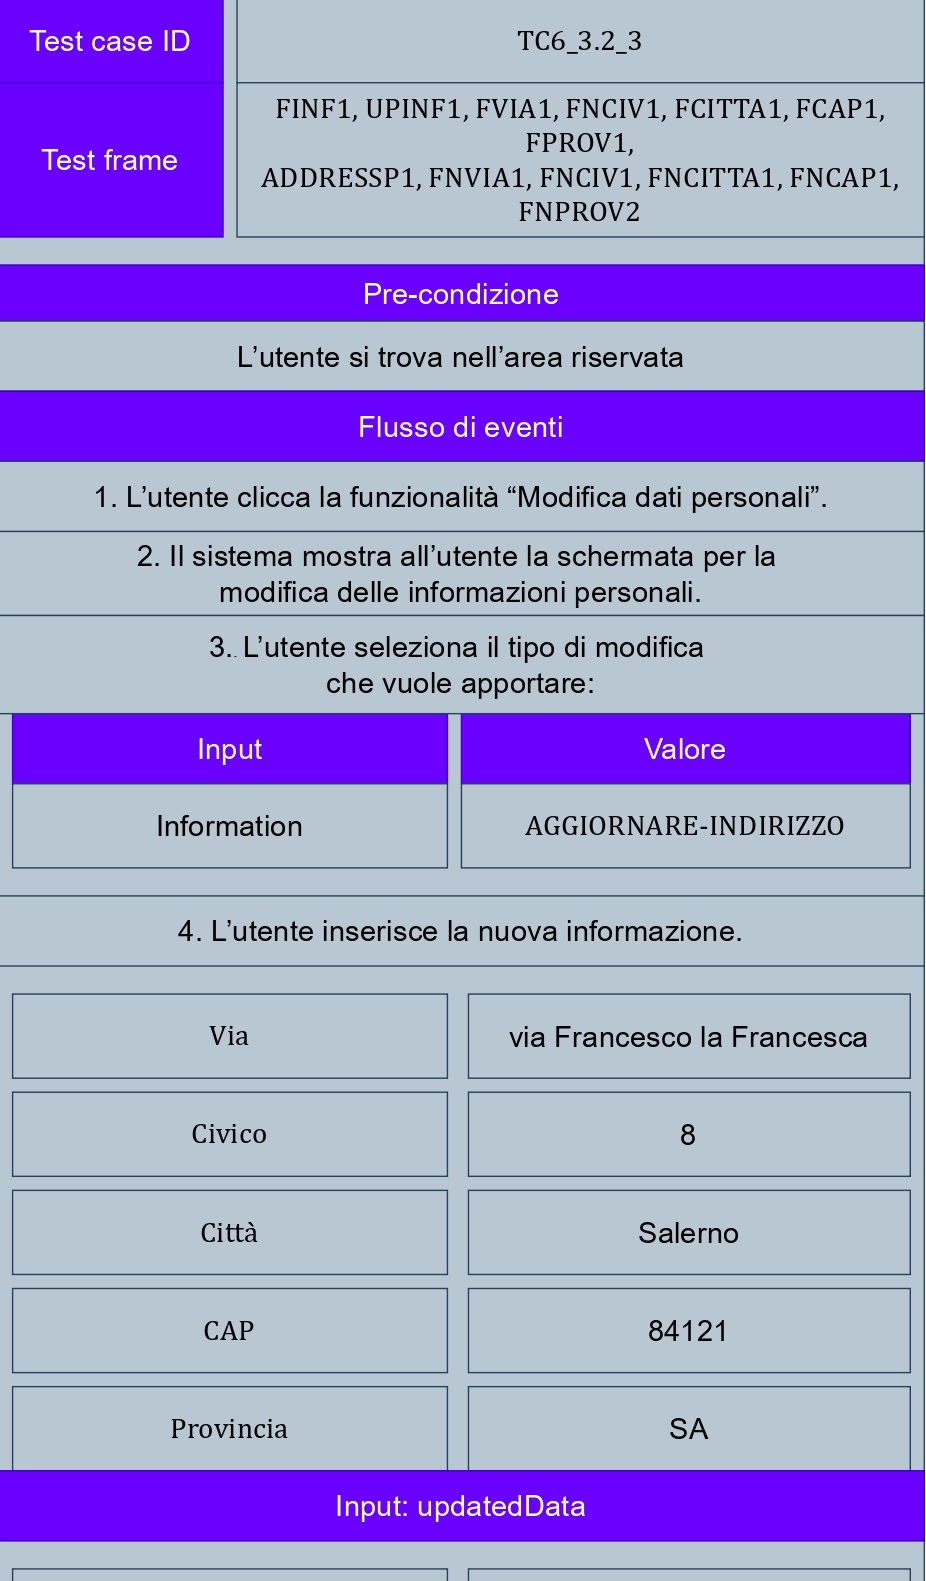 Test case ID
TC6_3.2_3
Test frame
FINF1, UPINF1, FVIA1, FNCIV1, FCITTA1, FCAP1,
FPROV1,
ADDRESSP1, FNVIA1, FNCIV1, FNCITTA1, FNCAP1,
FNPROV2
Pre-condizione
L’utente si trova nell’area riservata
Flusso di eventi
1. L’utente clicca la funzionalità “Modifica dati personali”.
2. Il sistema mostra all’utente la schermata per la
modifica delle informazioni personali.
3.. L’utente seleziona il tipo di modifica
che vuole apportare:
Input
Valore
Information
AGGIORNARE-INDIRIZZO
4. L’utente inserisce la nuova informazione.
Via
via Francesco la Francesca
Civico
8
Città
Salerno
CAP
84121
Provincia
SA
Input: updatedData